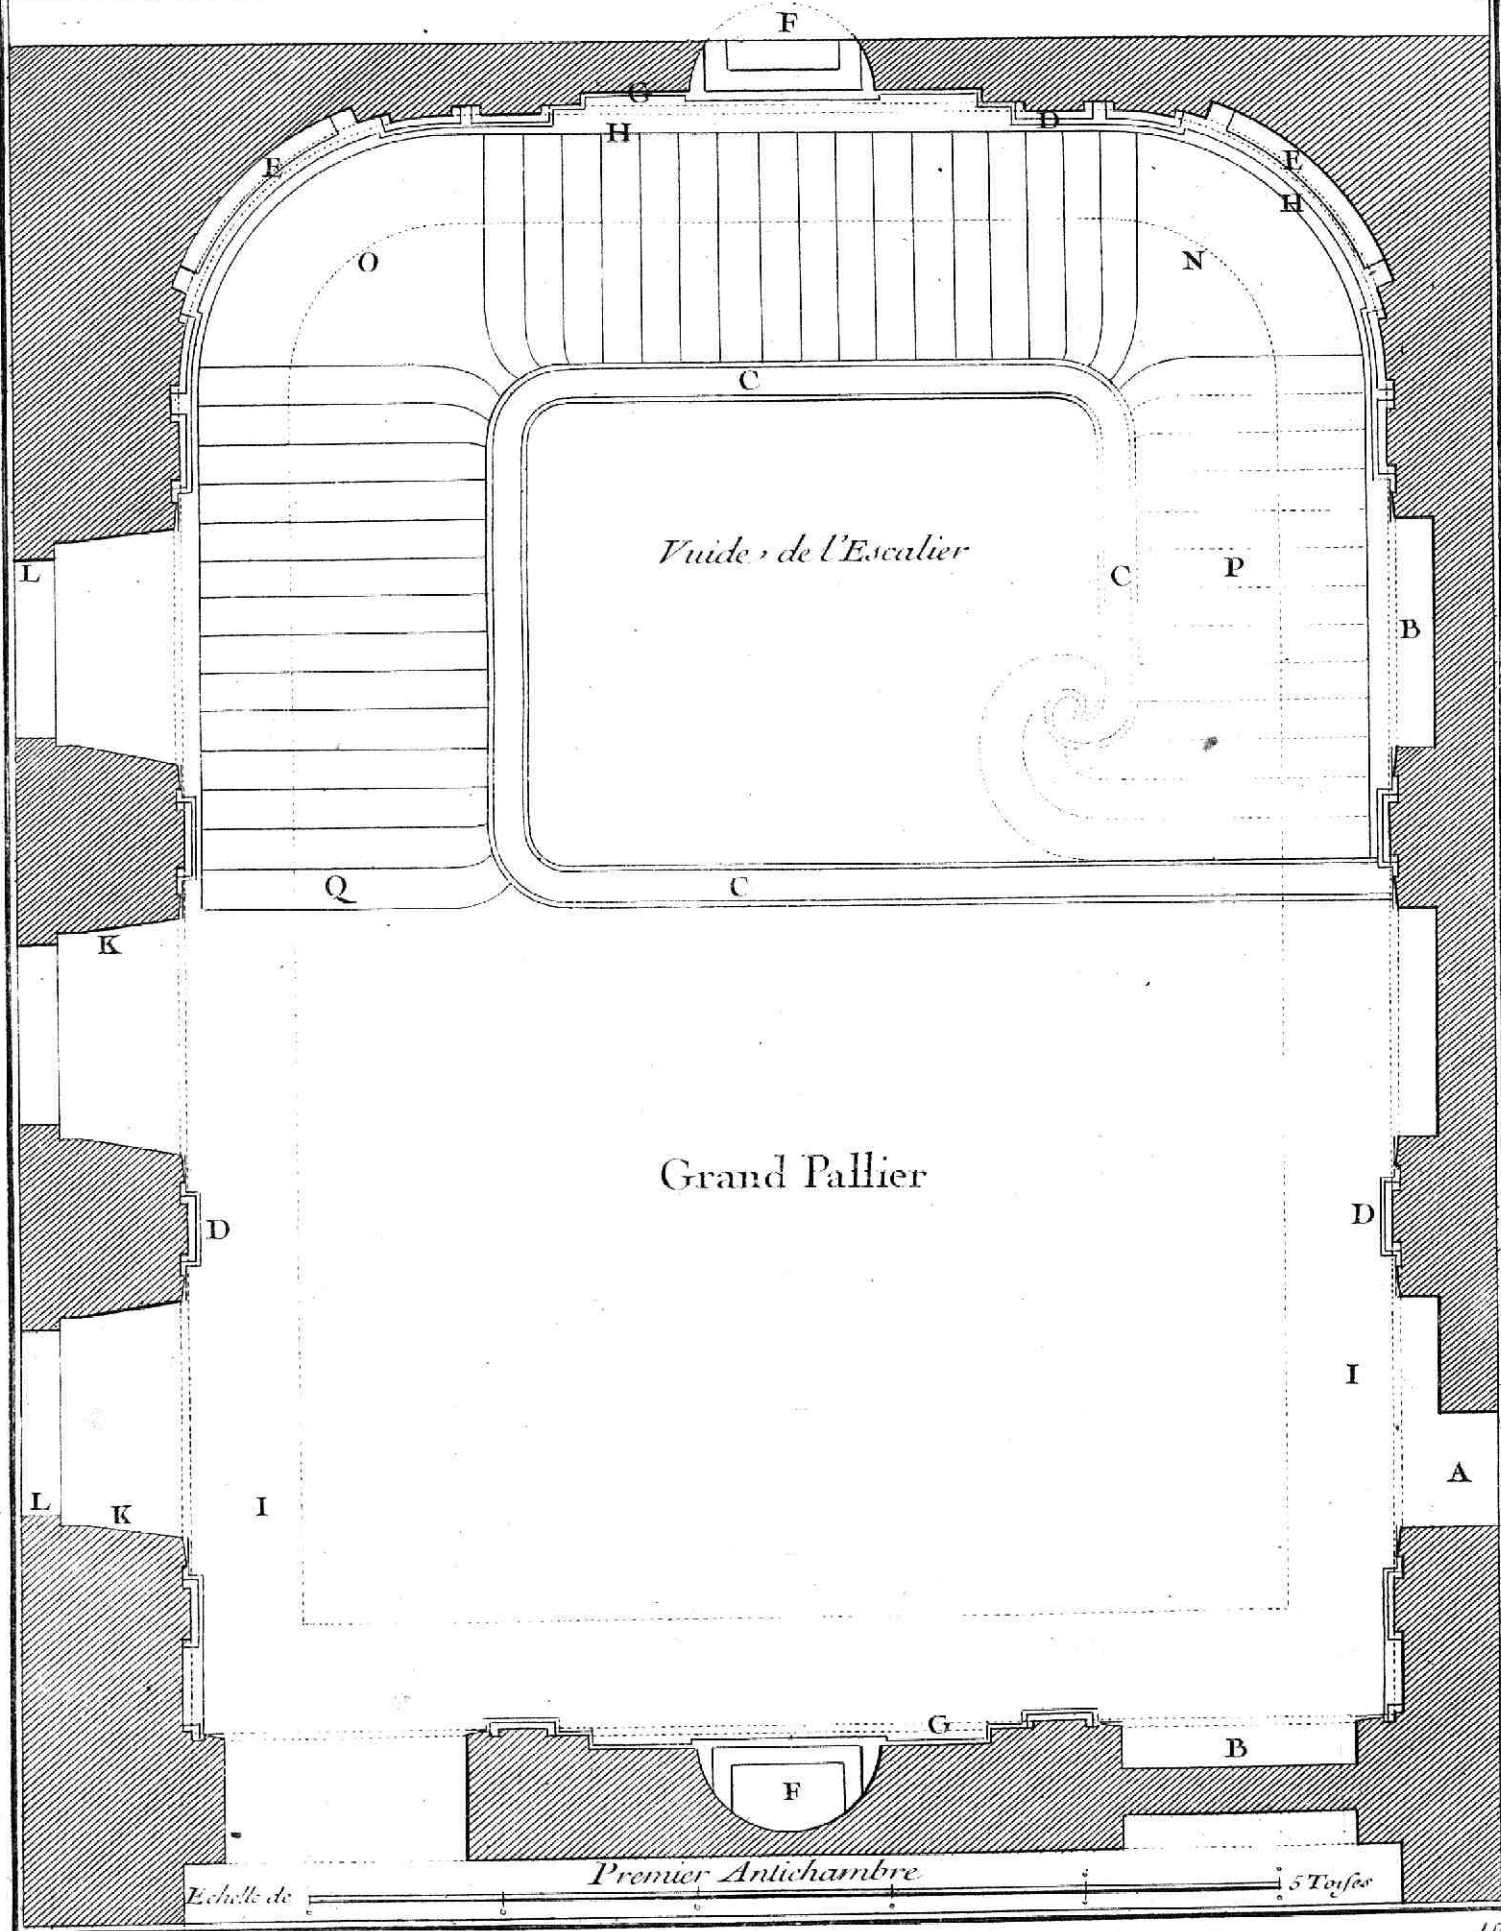 F
G
H
D
E
E
H
O
N
C
Vuide, de l'Escalier
L
C
P
B
Q
C
K
Grand Pallier
D
D
I
A
L
K
I
G
B
F
Premier Antichambre
Echelle de
5 Toises